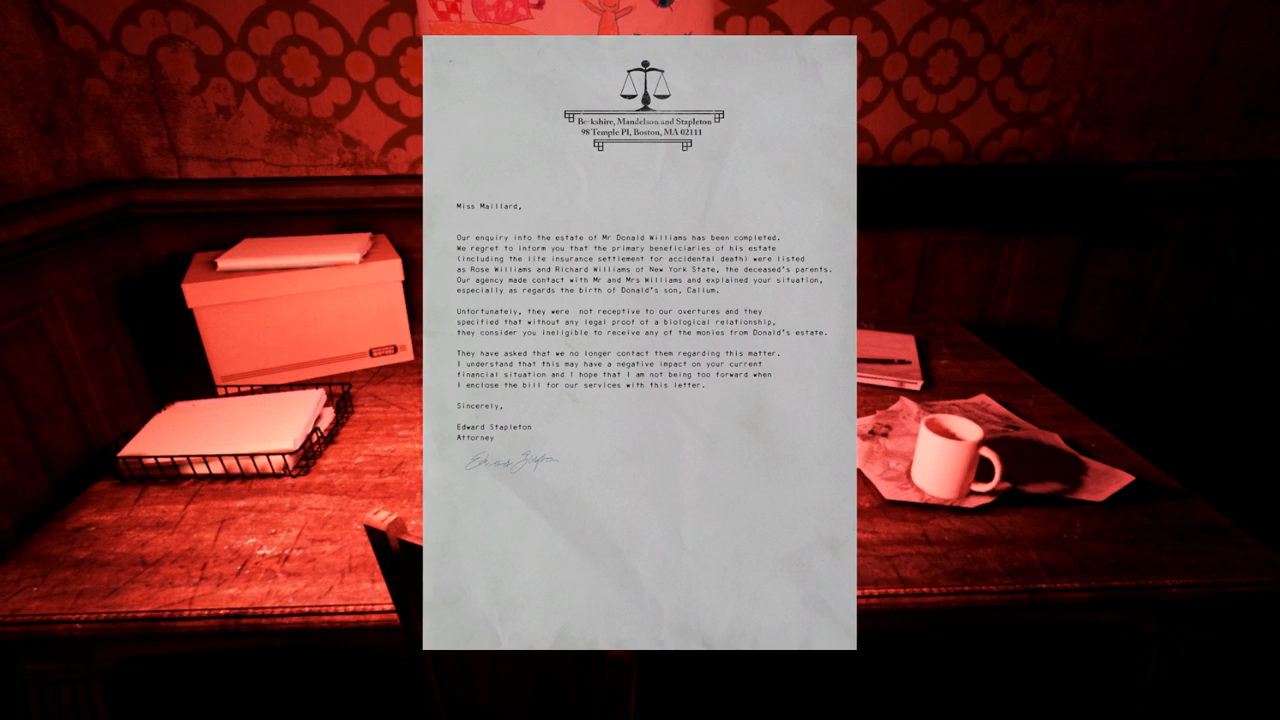 Berkshire, Mandelson and Stapleton
98 Temple Pl, Boston, MA 02111
Miss Maillard,
Our enquiry into the estate of Mr Donald Williams has been completed.
We regret to inform you that the primary beneficiaries of his estate
(including the life insurance settlement for accidental death) were listed
as Rose Williams and Richard Williams of New York State, the deceased's parents.
Our agency made contact with Mr and Mrs Williams and explained your situation,
especially as regards the birth of Donald's son, Callum.
Unfortunately, they were not receptive to our overtures and they
specified that without any legal proof of a biological relationship,
they consider you ineligible to receive any of the monies from Donald's estate.
They have asked that we no longer contact them regarding this matter.
I understand that this may have a negative impact on your current
financial situation and I hope that I am not being too forward when
I enclose the bill for our services with this letter.
Sincerely,
Edward Stapleton
Attorney